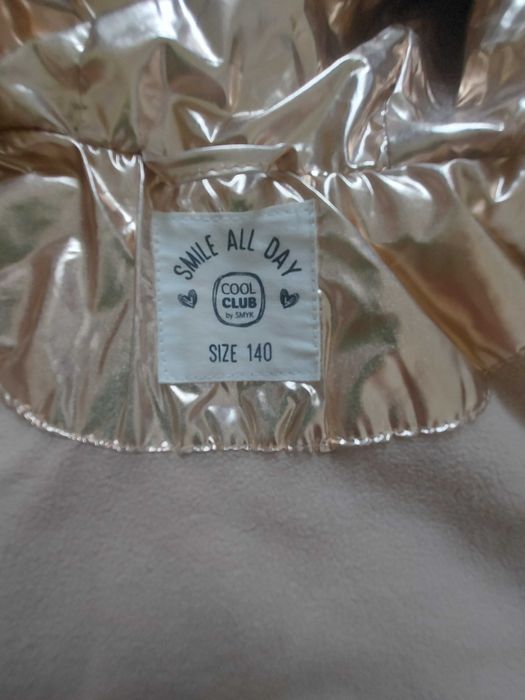 SMILE ALL DAY
COOL
CLUB
by SMYK
SIZE 140